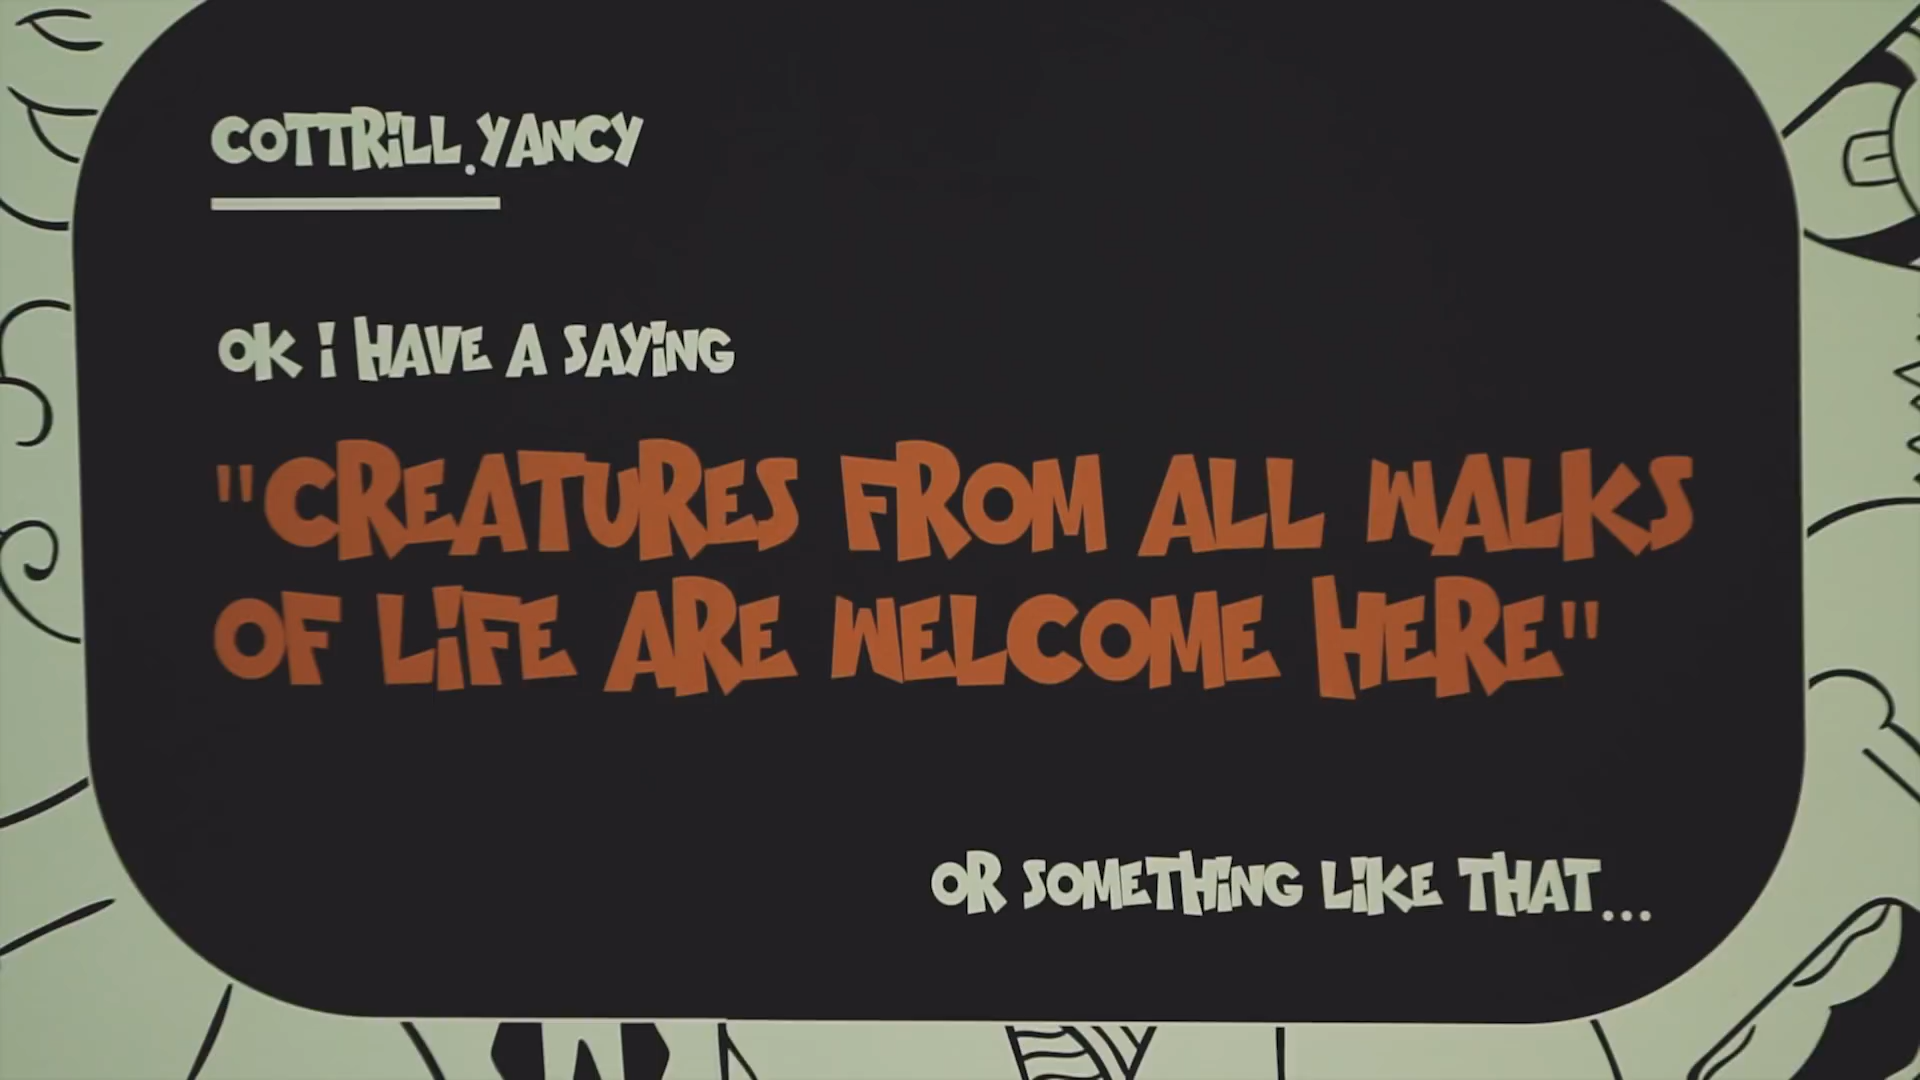 COTTRiLL.YANCY
OK i HAVE A SAYiNG
"CREATURES FROM ALL WALKS
OF LiFE ARE WELCOME HERE"
OR SOMETHiNG LiKE THAT...